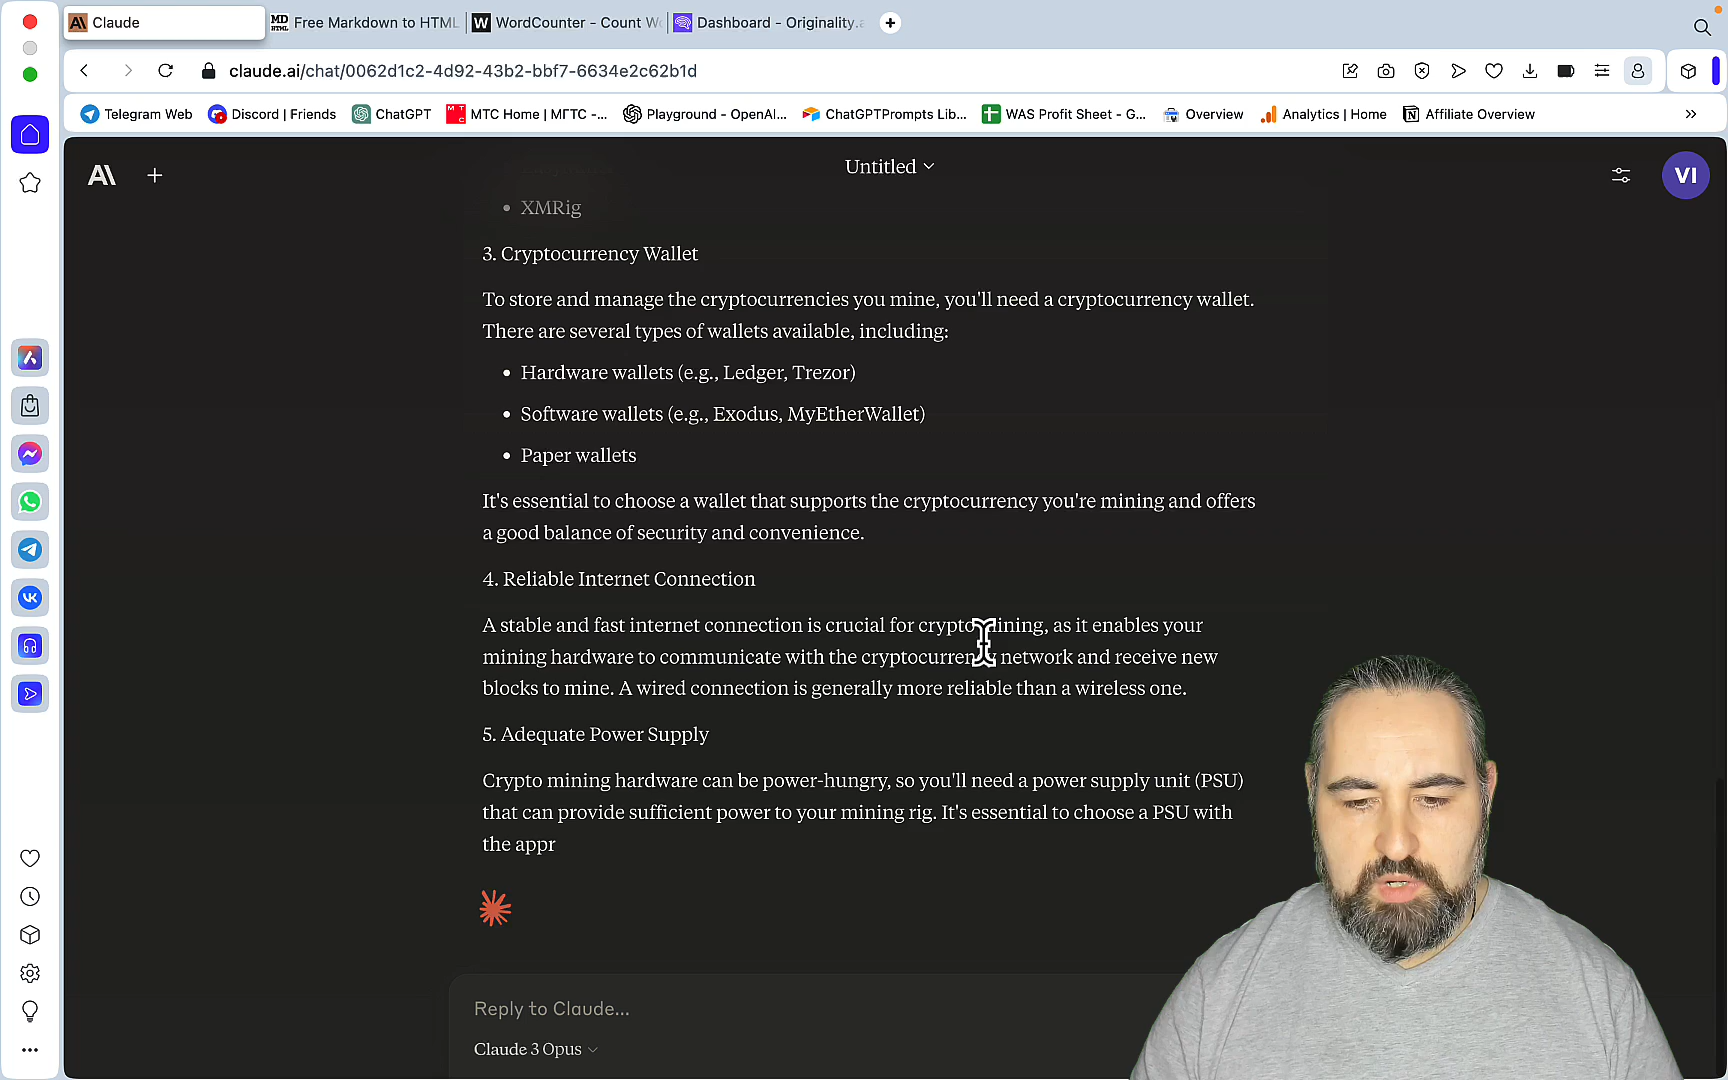 Claude
Free Markdown to HTML
WordCounter - Count W
Dashboard - Originality.
claude.ai/chat/0062d1c2-4d92-43b2-bbf7-6634e2c62b1d
Telegram Web
Discord | Friends
ChatGPT
МТС Home | МГТС -...
Playground - OpenAI...
ChatGPTPrompts Lib...
WAS Profit Sheet - G...
Overview
Analytics | Home
Affiliate Overview
Untitled
VI
• XMRig
3. Cryptocurrency Wallet
To store and manage the cryptocurrencies you mine, you'll need a cryptocurrency wallet.
There are several types of wallets available, including:
• Hardware wallets (e.g., Ledger, Trezor)
• Software wallets (e.g., Exodus, MyEtherWallet)
• Paper wallets
It's essential to choose a wallet that supports the cryptocurrency you're mining and offers
a good balance of security and convenience.
4. Reliable Internet Connection
A stable and fast internet connection is crucial for crypto mining, as it enables your
mining hardware to communicate with the cryptocurrency network and receive new
blocks to mine. A wired connection is generally more reliable than a wireless one.
5. Adequate Power Supply
Crypto mining hardware can be power-hungry, so you'll need a power supply unit (PSU)
that can provide sufficient power to your mining rig. It's essential to choose a PSU with
the appr
Reply to Claude...
Claude 3 Opus